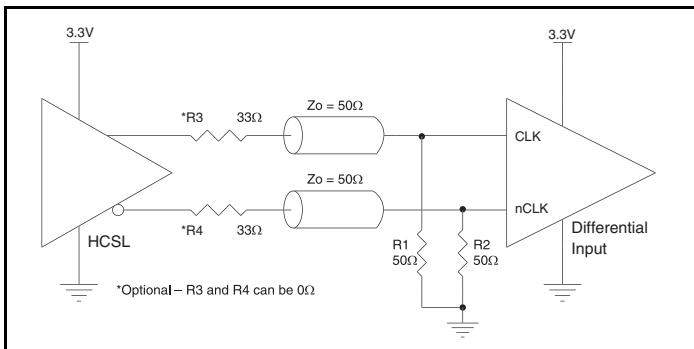 3.3V
3.3V
*R3 33Ω
Zo = 50Ω
CLK
Zo = 50Ω
nCLK
*R4 33Ω
HCSL
R1
50Ω
R2
50Ω
Differential
Input
*Optional – R3 and R4 can be 0Ω